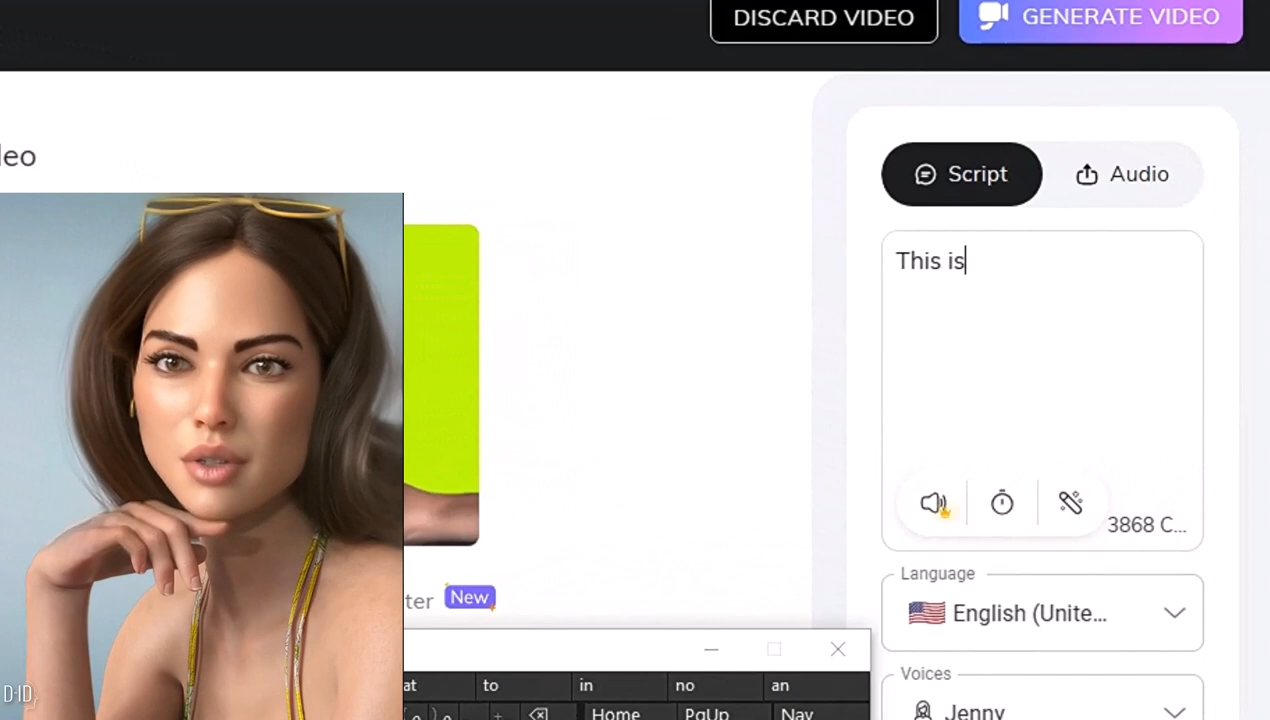 DISCARD VIDEO
GENERATE VIDEO
deo
Script
Audio
This is
3868 C...
Language
English (Unite...
ter New
Voices
Jenny
at to in no an
Home PgUp Nav
D-ID